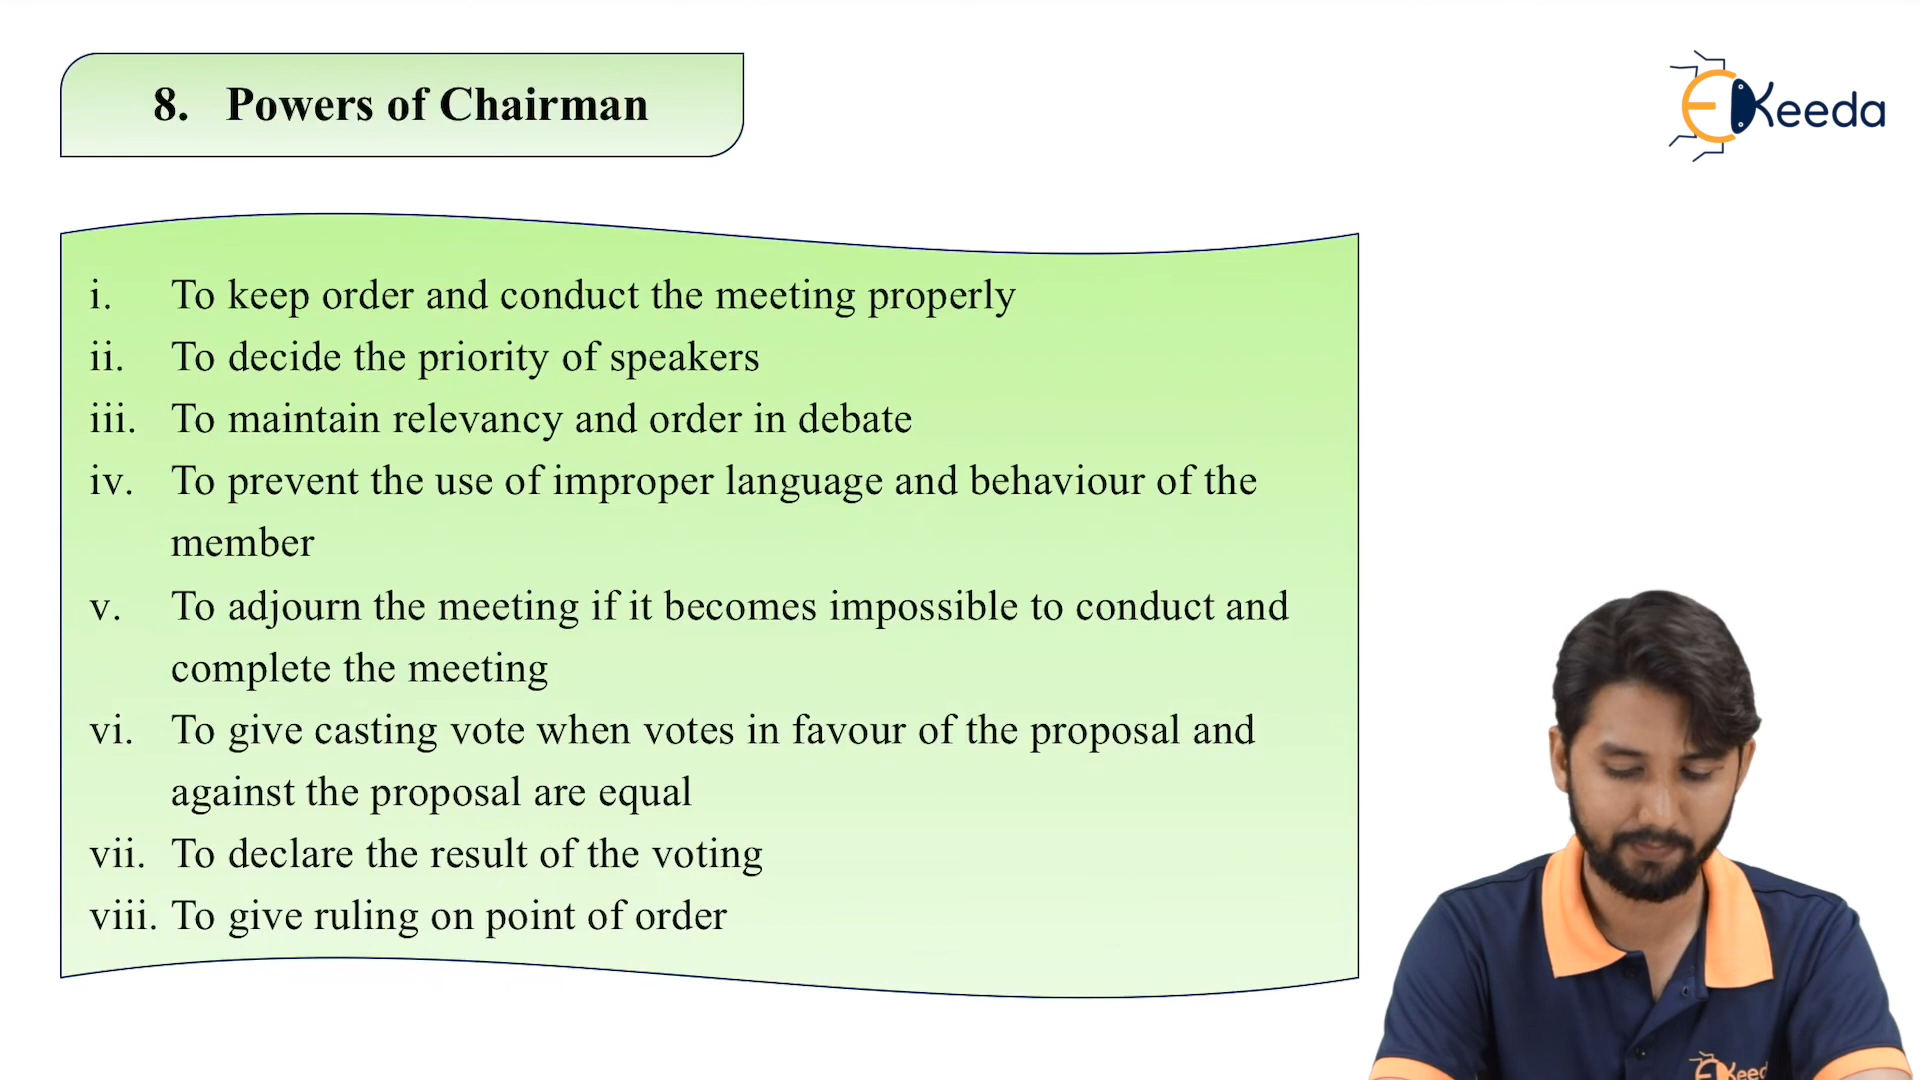 8. Powers of Chairman
Keeda
i. To keep order and conduct the meeting properly
ii. To decide the priority of speakers
iii. To maintain relevancy and order in debate
iv. To prevent the use of improper language and behaviour of the
member
v. To adjourn the meeting if it becomes impossible to conduct and
complete the meeting
vi. To give casting vote when votes in favour of the proposal and
against the proposal are equal
vii. To declare the result of the voting
viii. To give ruling on point of order